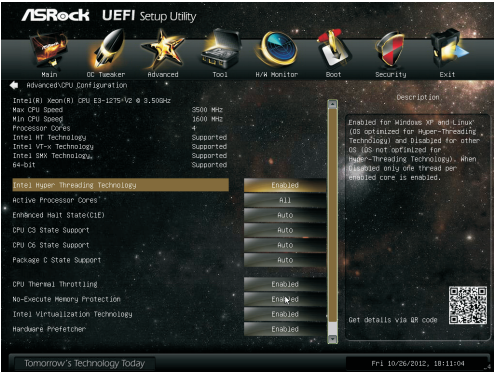 ASRock UEFI Setup Utility
Main OC Tweaker Advanced Tool H/W Monitor Boot Security Exit
Advanced\CPU Configuration
Description
Intel(R) Xeon(R) CPU E3-1275 V2 @ 3.50GHz
Max CPU Speed 3500 MHz
Min CPU Speed 1600 MHz
Processor Cores 4
Intel HT Technology Supported
Intel VT-x Technology Supported
Intel SMX Technology Supported
64-bit Supported
Enabled for Windows XP and Linux
(OS optimized for Hyper-Threading
Technology) and Disabled for other
OS (OS not optimized for
Hyper-Threading Technology). When
Disabled only one thread per
enabled core is enabled.
Intel Hyper Threading Technology Enabled
Active Processor Cores All
Enhanced Halt State(C1E) Auto
CPU C3 State Support Auto
CPU C6 State Support Auto
Package C State Support Auto
CPU Thermal Throttling Enabled
No-Execute Memory Protection Enabled
Intel Virtualization Technology Enabled
Hardware Prefetcher Enabled
Get details via QR code
Tomorrow's Technology Today
Fri 10/26/2012, 18:11:04